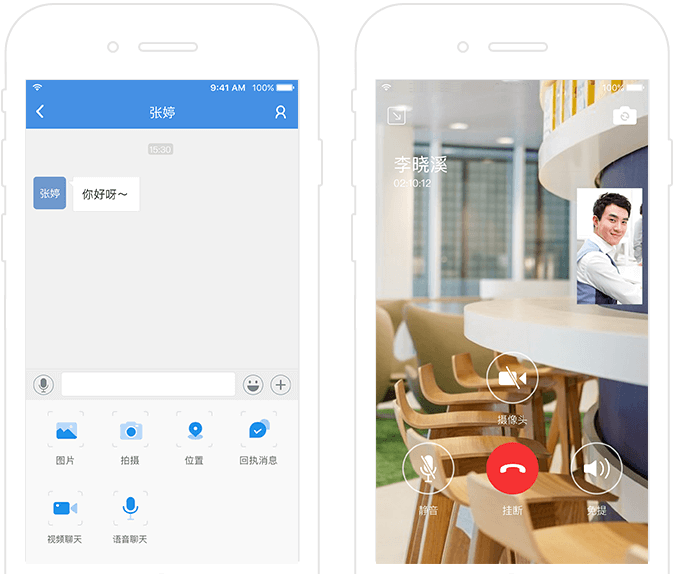 9:41 AM 100%
张婷
15:30
张婷
你好呀～
图片 拍摄 位置 回执消息
视频聊天 语音聊天
100%
李晓溪
02:10:12
摄像头
静音 挂断 免提